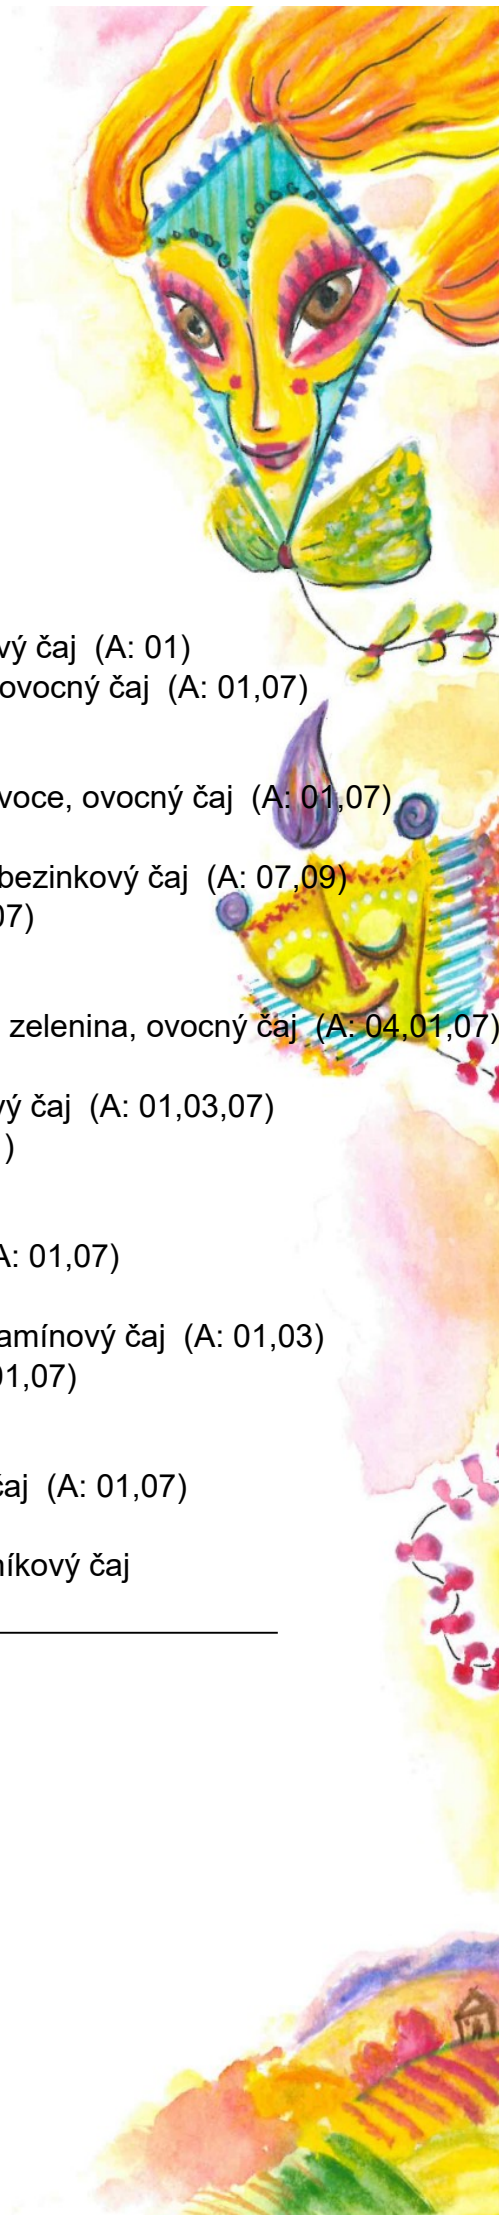 vý čaj (A: 01)
ovocný čaj (A: 01,07)
voce, ovocný čaj (A: 01,07)
bezinkový čaj (A: 07,09)
07)
zelenina, ovocný čaj (A: 04,01,07)
vý čaj (A: 01,03,07)
)
A: 01,07)
amínový čaj (A: 01,03)
01,07)
čaj (A: 01,07)
níkový čaj